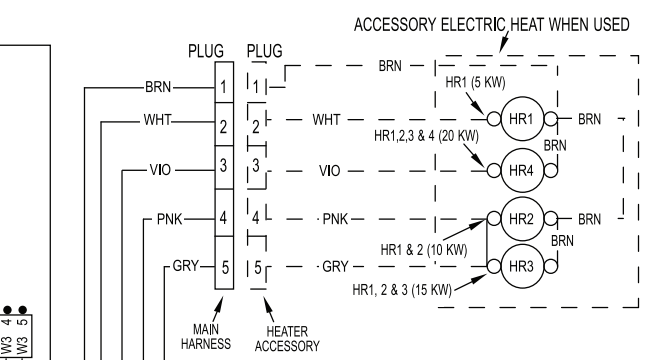 ACCESSORY ELECTRIC HEAT WHEN USED
PLUG PLUG
BRN
HR1 (5 KW)
BRN 1 1
WHT 2 2 WHT HR1 BRN
HR1,2,3 & 4 (20 KW) BRN
VIO 3 3 VIO HR4
PNK 4 4 PNK HR2 BRN
HR1 & 2 (10 KW) BRN
GRY 5 5 GRY HR3
HR1, 2 & 3 (15 KW)
MAIN HARNESS
HEATER ACCESSORY
W3 4
W3 5